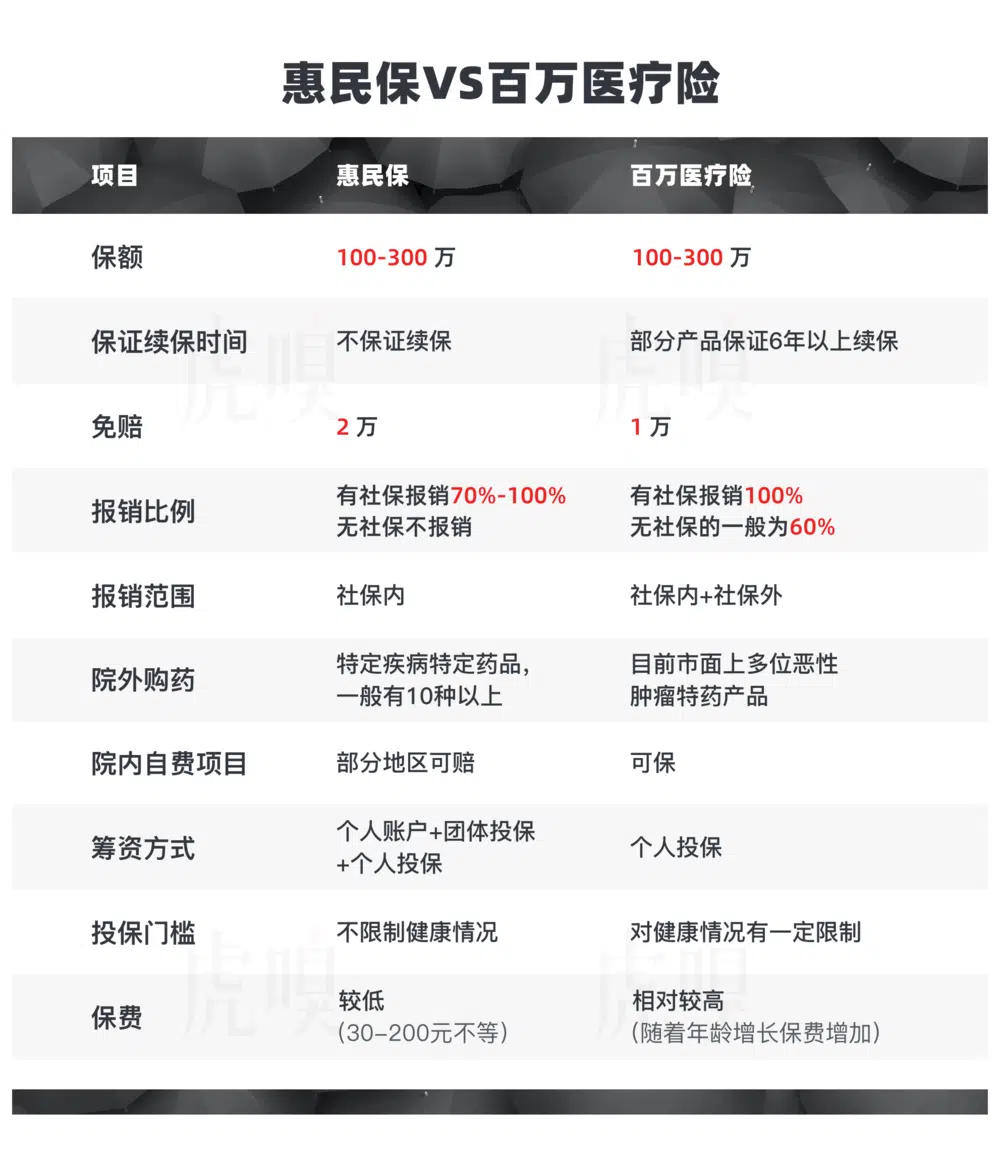 惠民保VS百万医疗险
项目 惠民保 百万医疗险
保额 100-300 万 100-300 万
保证续保时间 不保证续保 部分产品保证6年以上续保
免赔 2 万 1 万
报销比例
有社保报销70%-100%
无社保不报销
有社保报销100%
无社保的一般为60%
报销范围 社保内 社保内+社保外
院外购药
特定疾病特定药品，
一般有10种以上
目前市面上多位恶性
肿瘤特药产品
院内自费项目 部分地区可赔 可保
筹资方式
个人账户+团体投保
+个人投保
个人投保
投保门槛 不限制健康情况 对健康情况有一定限制
保费
较低
（30-200元不等）
相对较高
（随着年龄增长保费增加）
虎嗅
虎嗅
虎嗅
虎嗅